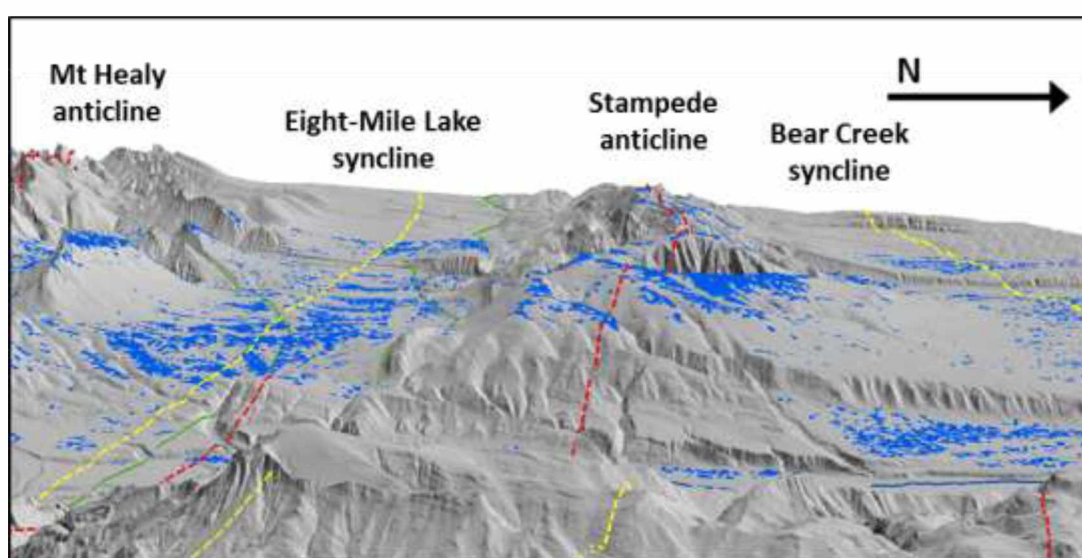 Mt Healy
anticline
Eight-Mile Lake
syncline
Stampede
anticline
Bear Creek
syncline
N